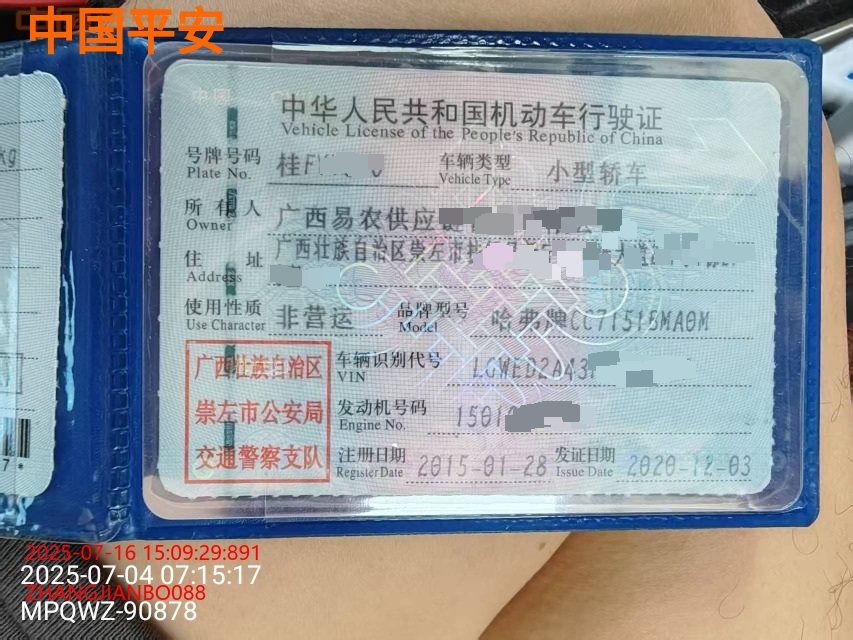 中国平安
中华人民共和国机动车行驶证
Vehicle License of the People's Republic of China
号牌号码 桂F 车辆类型 小型轿车
Plate No. Vehicle Type
所有人 广西易农供应
Owner
住址 广西壮族自治区崇左市
Address
使用性质 非营运 品牌型号 哈弗牌CC7151BMA0M
Use Character Model
广西壮族自治区
崇左市公安局
交通警察支队
车辆识别代号 LGWED2A43
VIN
发动机号码 1501
Engine No.
注册日期 2015-01-28 发证日期 2020-12-03
Register Date Issue Date
kg
7*
2025-07-16 15:09:29:891
2025-07-04 07:15:17
ZHANGJIANBO088
MPQWZ-90878